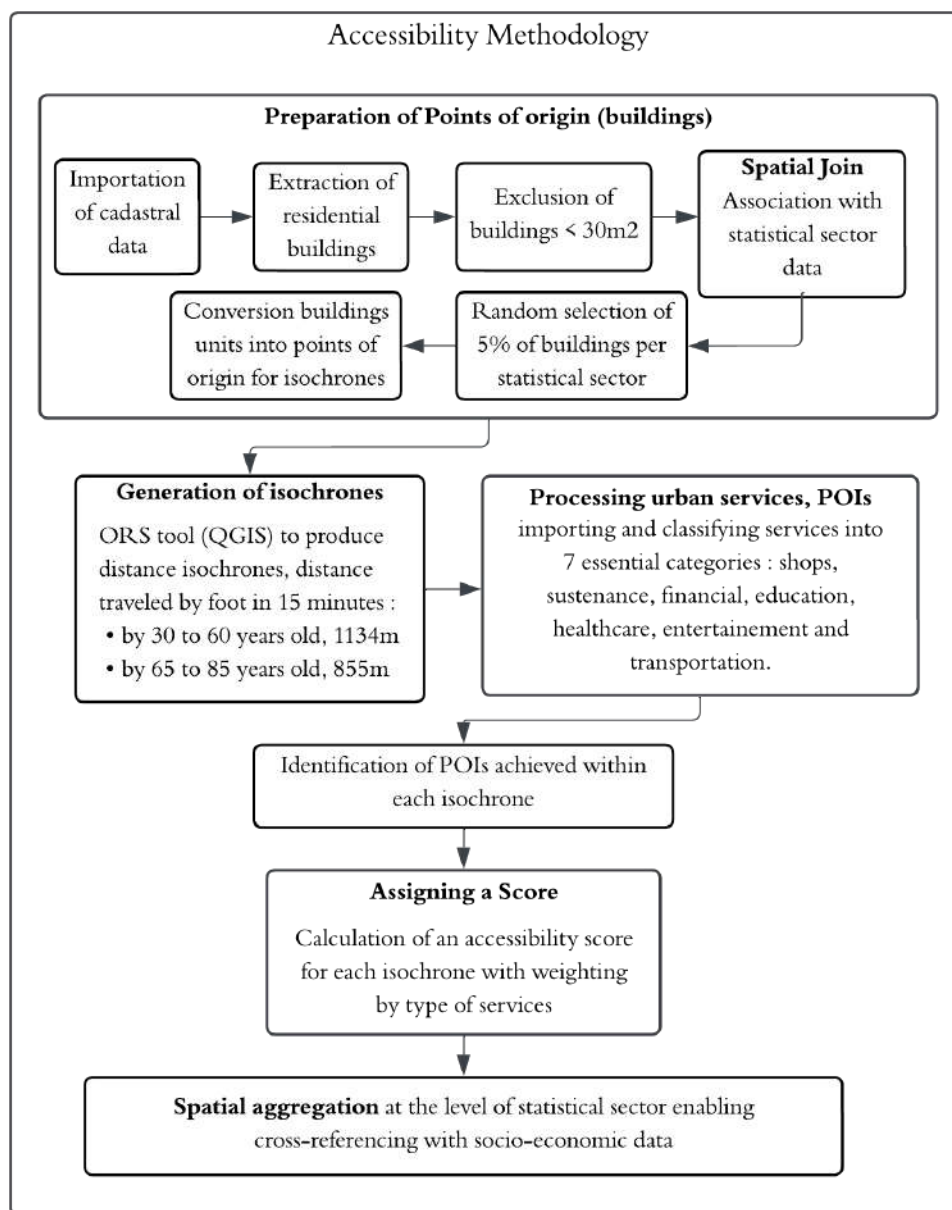 Accessibility Methodology
Preparation of Points of origin (buildings)
Importation
of cadastral
data
Extraction of
residential
buildings
Exclusion of
buildings < 30m2
Spatial Join
Association with
statistical sector
data
Random selection of
5% of buildings per
statistical sector
Conversion buildings
units into points of
origin for isochrones
Generation of isochrones
ORS tool (QGIS) to produce
distance isochrones, distance
traveled by foot in 15 minutes :
• by 30 to 60 years old, 1134m
• by 65 to 85 years old, 855m
Processing urban services, POIs
importing and classifying services into
7 essential categories : shops,
sustenance, financial, education,
healthcare, entertainement and
transportation.
Identification of POIs achieved within
each isochrone
Assigning a Score
Calculation of an accessibility score
for each isochrone with weighting
by type of services
Spatial aggregation at the level of statistical sector enabling
cross-referencing with socio-economic data